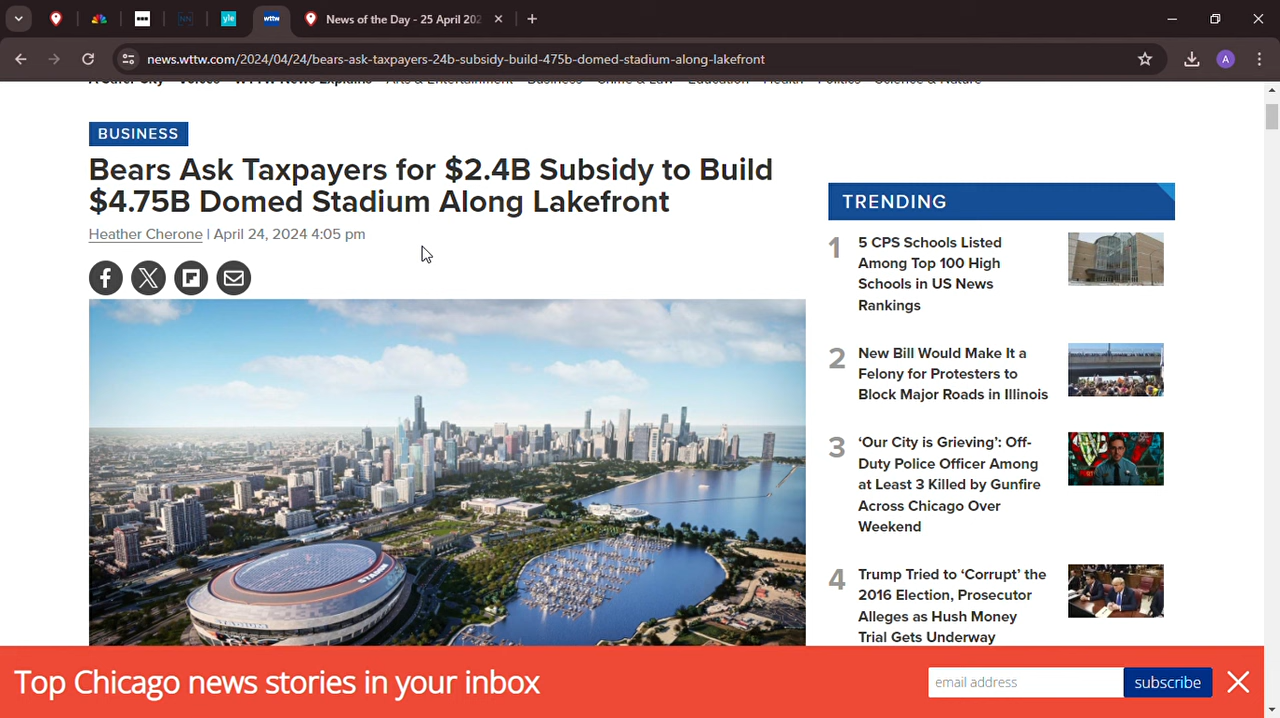 yle
wttw
News of the Day - 25 April 202
news.wttw.com/2024/04/24/bears-ask-taxpayers-24b-subsidy-build-475b-domed-stadium-along-lakefront
A
BUSINESS
Bears Ask Taxpayers for $2.4B Subsidy to Build
$4.75B Domed Stadium Along Lakefront
Heather Cherone | April 24, 2024 4:05 pm
STADIUM
TRENDING
1
5 CPS Schools Listed
Among Top 100 High
Schools in US News
Rankings
2
New Bill Would Make It a
Felony for Protesters to
Block Major Roads in Illinois
3
‘Our City is Grieving’: Off-
Duty Police Officer Among
at Least 3 Killed by Gunfire
Across Chicago Over
Weekend
4
Trump Tried to ‘Corrupt’ the
2016 Election, Prosecutor
Alleges as Hush Money
Trial Gets Underway
Top Chicago news stories in your inbox
email address
subscribe